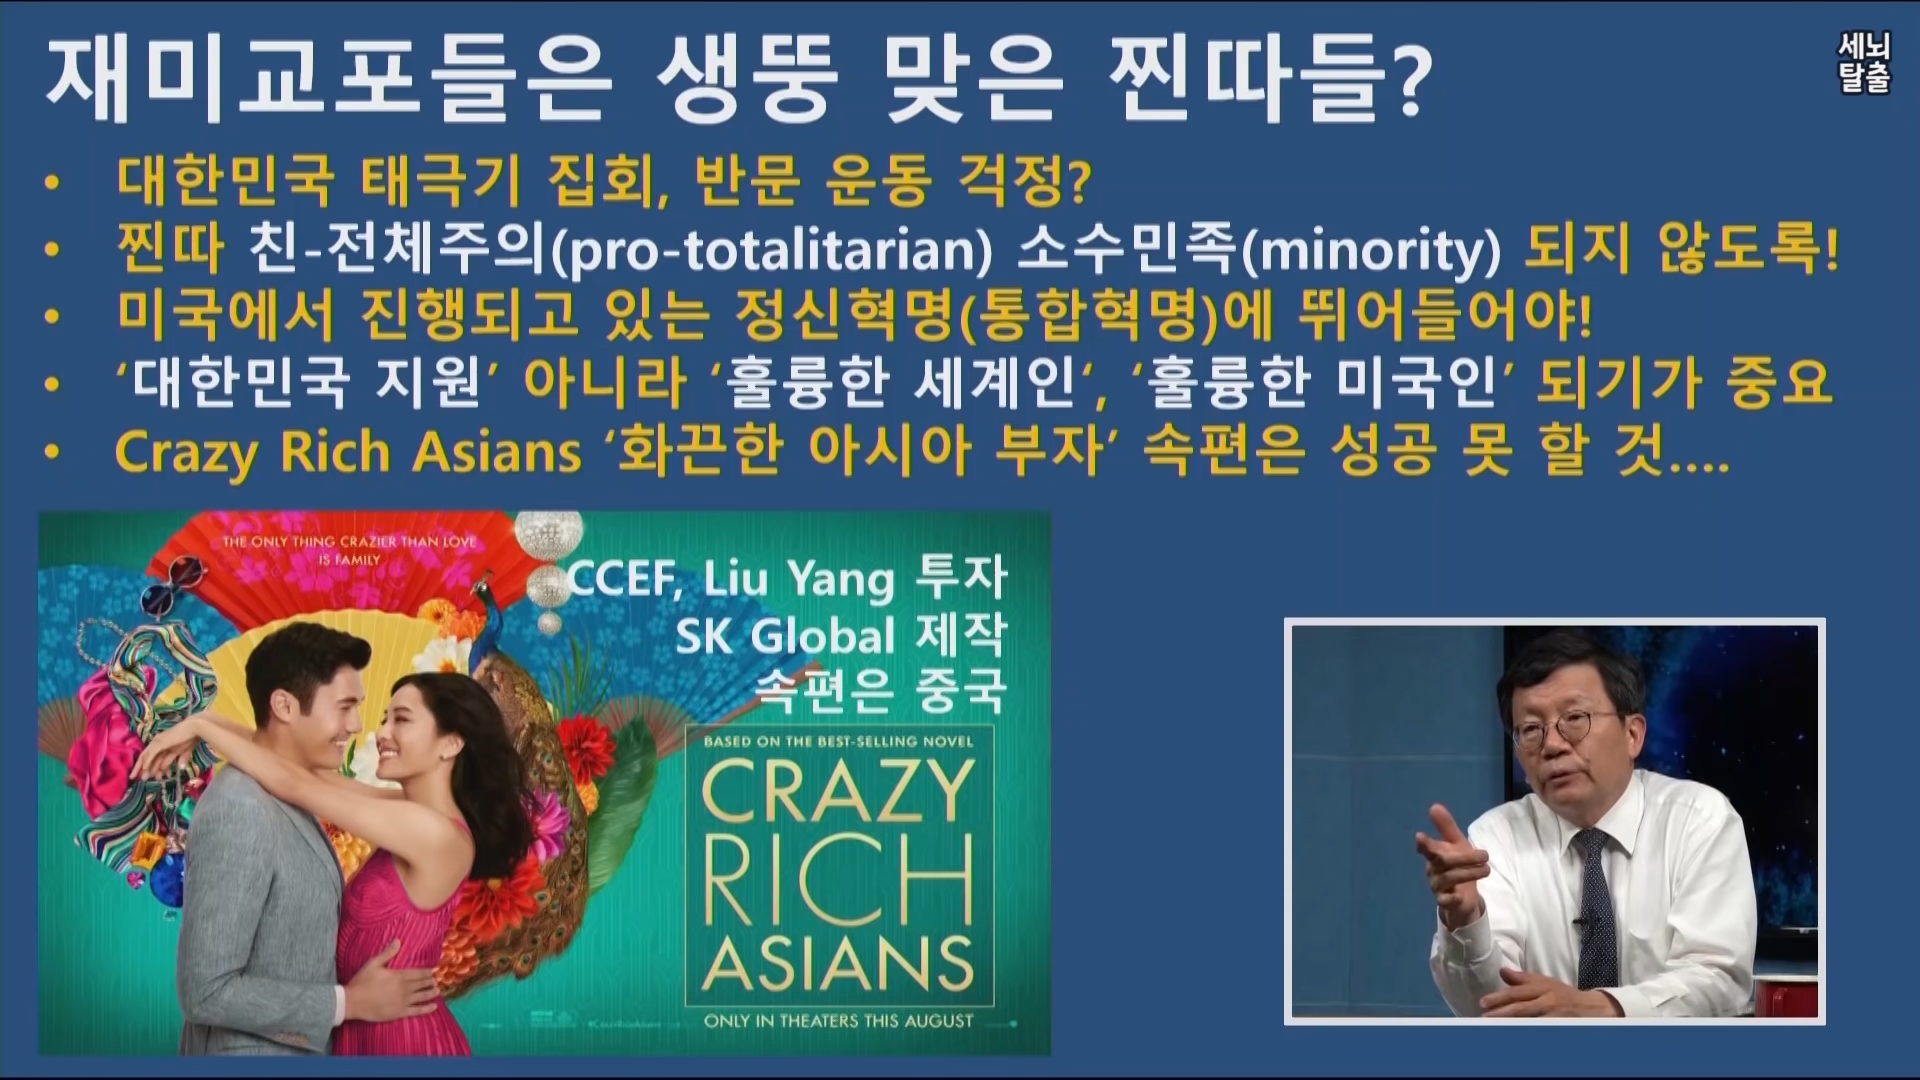 재미교포들은 생뚱 맞은 찐따들?
세뇌
탈출
• 대한민국 태극기 집회, 반문 운동 걱정?
• 찐따 친-전체주의(pro-totalitarian) 소수민족(minority) 되지 않도록!
• 미국에서 진행되고 있는 정신혁명(통합혁명)에 뛰어들어야!
• ‘대한민국 지원’ 아니라 ‘훌륭한 세계인‘, ‘훌륭한 미국인’ 되기가 중요
• Crazy Rich Asians ‘화끈한 아시아 부자’ 속편은 성공 못 할 것....
THE ONLY THING CRAZIER THAN LOVE
IS FAMILY
CCEF, Liu Yang 투자
SK Global 제작
속편은 중국
BASED ON THE BEST-SELLING NOVEL
CRAZY
RICH
ASIANS
ONLY IN THEATERS THIS AUGUST